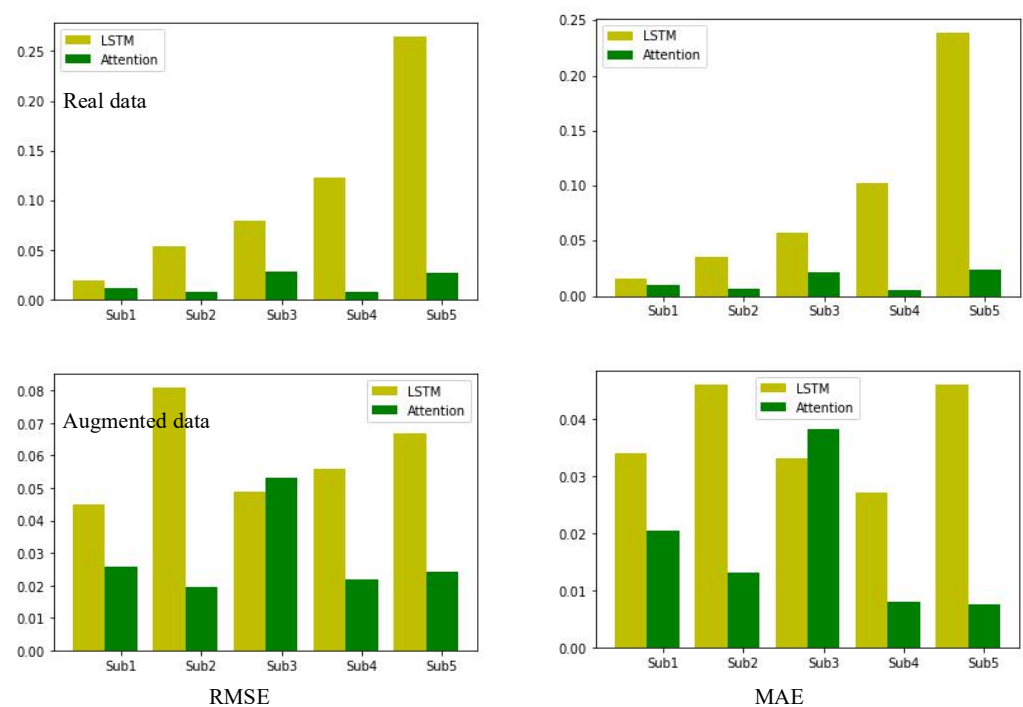 LSTM
Attention
Real data
0.25
0.20
0.15
0.10
0.05
0.00
Sub1 Sub2 Sub3 Sub4 Sub5
LSTM
Attention
0.25
0.20
0.15
0.10
0.05
0.00
Sub1 Sub2 Sub3 Sub4 Sub5
LSTM
Attention
Augmented data
0.08
0.07
0.06
0.05
0.04
0.03
0.02
0.01
0.00
Sub1 Sub2 Sub3 Sub4 Sub5
RMSE
LSTM
Attention
0.04
0.03
0.02
0.01
0.00
Sub1 Sub2 Sub3 Sub4 Sub5
MAE